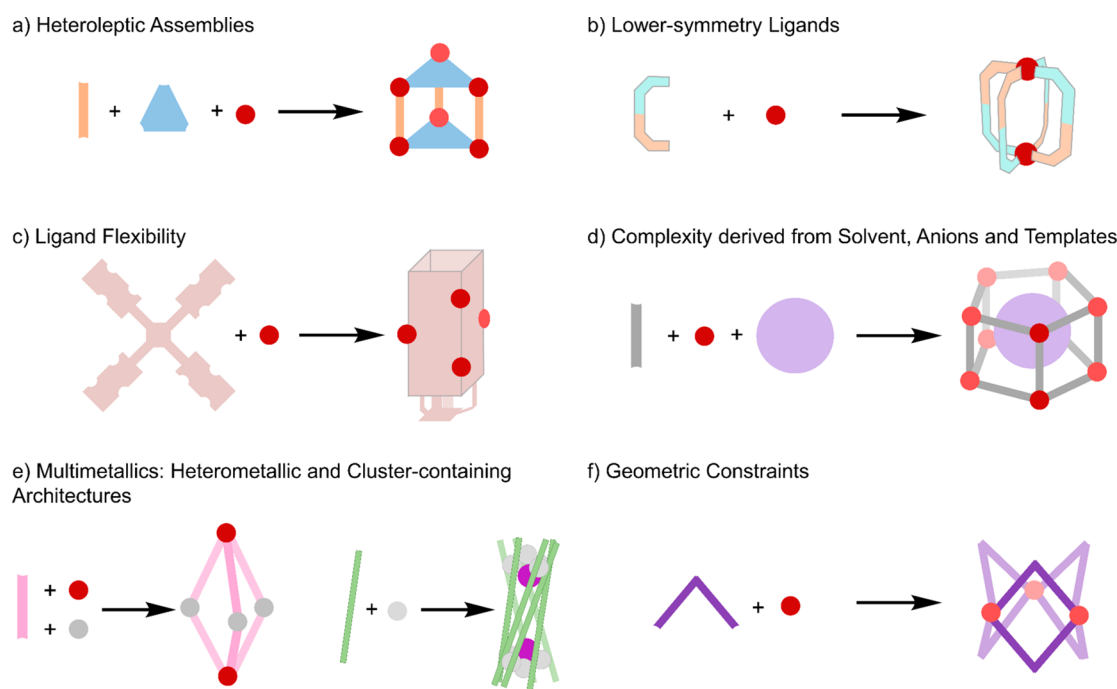 a) Heteroleptic Assemblies
b) Lower-symmetry Ligands
+
+
+
c) Ligand Flexibility
d) Complexity derived from Solvent, Anions and Templates
+
+
+
e) Multimetallics: Heterometallic and Cluster-containing
Architectures
f) Geometric Constraints
+
+
+
+